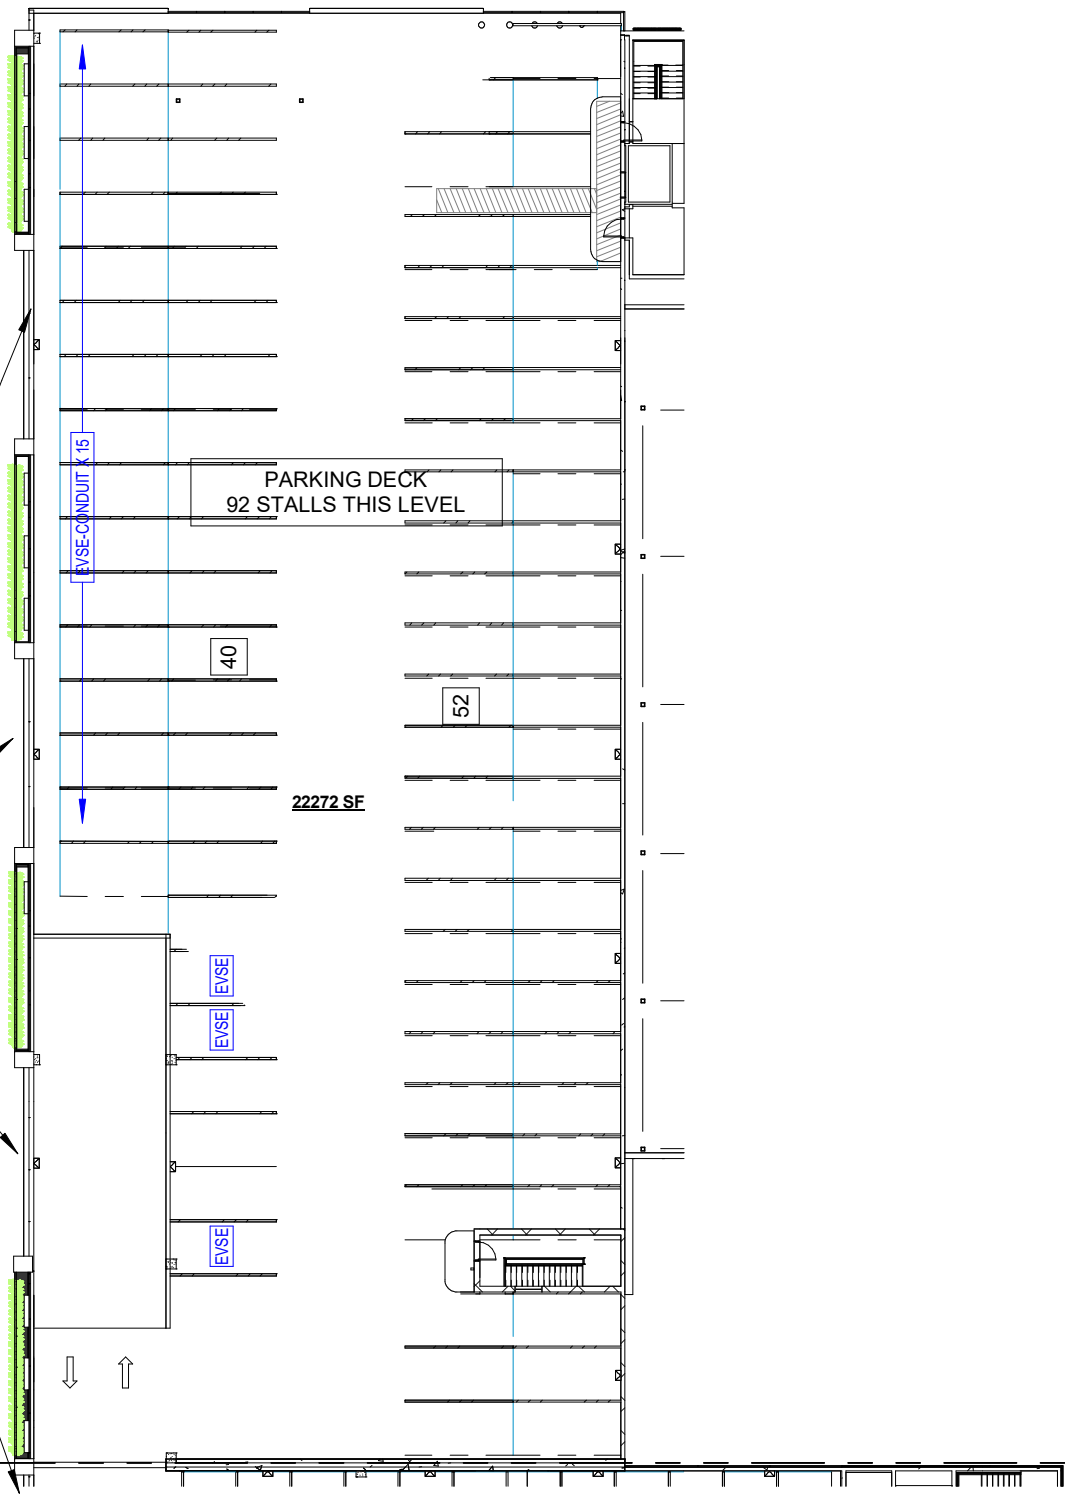 EVSE-CONDUIT X 15
PARKING DECK
92 STALLS THIS LEVEL
40
52
22272 SF
EVSE
EVSE
EVSE